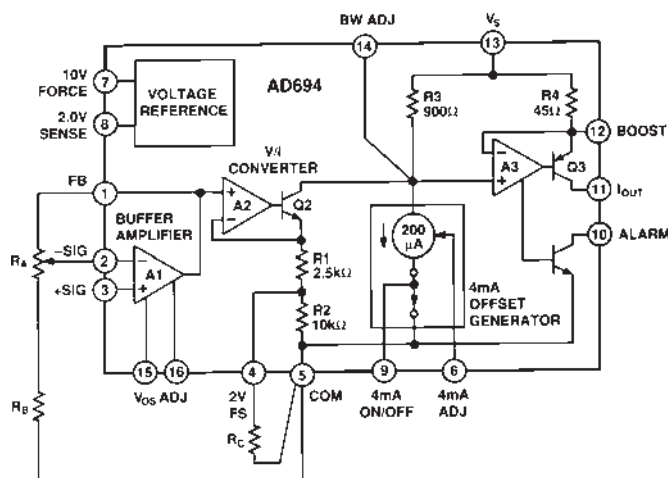 BW ADJ
14
VS
13
10V
FORCE
7
VOLTAGE
REFERENCE
AD694
R3
900Ω
R4
45Ω
2.0V
SENSE
8
12
BOOST
V/I
CONVERTER
A3
Q3
FB
1
A2
Q2
11
IOUT
BUFFER
AMPLIFIER
200
µA
10
ALARM
RA
–SIG
2
A1
+SIG
3
R1
2.5kΩ
4mA
OFFSET
GENERATOR
R2
10kΩ
15
16
4
5
9
6
VOS ADJ
2V
FS
COM
4mA
ON/OFF
4mA
ADJ
RB
RC